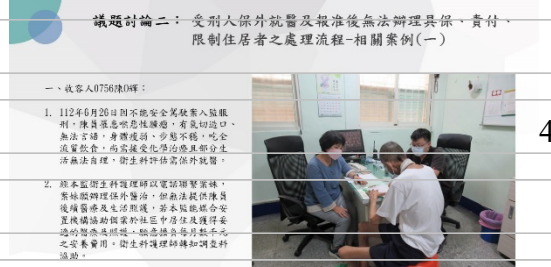 議題討論二：受刑人保外就醫及報准後無法辦理具保、責付、
限制住居者之處理流程-相關案例(一)
一、收容人0756陳O輝：
1. 112年6月26日因不能安全駕駛案入監服
刑，陳員罹患喉惡性腫瘤，有氣切造口、
無法言語，身體瘦弱、步態不穩，吃全
流質飲食，尚需接受化學治療且部分生
活無法自理，衛生科評估需保外就醫。
2. 經本監衛生科護理師以電話聯繫案妹，
案妹願辦理保外醫治，但無法提供陳員
後續醫療及生活照護，若本監能媒合安
置機構協助個案於社區中居住及獲得妥
適的醫療及照護，願意擔負每月數千元
之安養費用。衛生科護理師轉知調查科
協助。
4